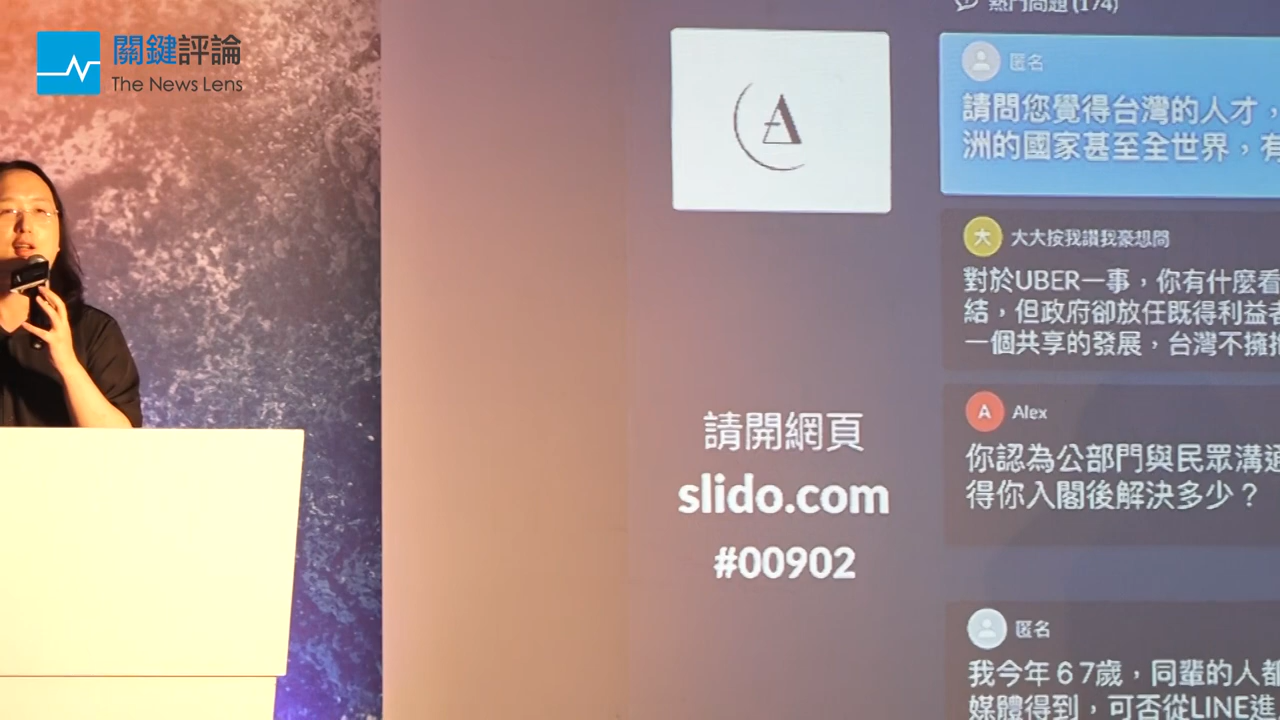 關鍵評論
The News Lens
熱門問題 (174)
匿名
請問您覺得台灣的人才，
洲的國家甚至全世界，有
大
大大按我讚我豪想問
對於UBER一事，你有什麼看
結，但政府卻放任既得利益者
一個共享的發展，台灣不擁抱
A
Alex
你認為公部門與民眾溝通
得你入閣後解決多少？
匿名
我今年 6 7歲，同輩的人都
媒體得到，可否從LINE進
請開網頁
slido.com
#00902